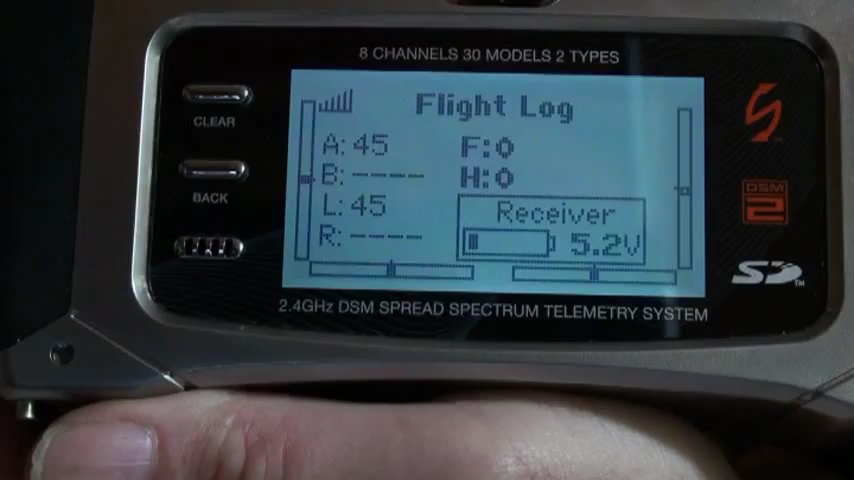 8 CHANNELS 30 MODELS 2 TYPES
Flight Log
CLEAR
A: 45 F: 0
B: ----- H: 0
BACK
L: 45 Receiver
R: ----- 5.2V
DSM
2
SD
TM
2.4GHz DSM SPREAD SPECTRUM TELEMETRY SYSTEM